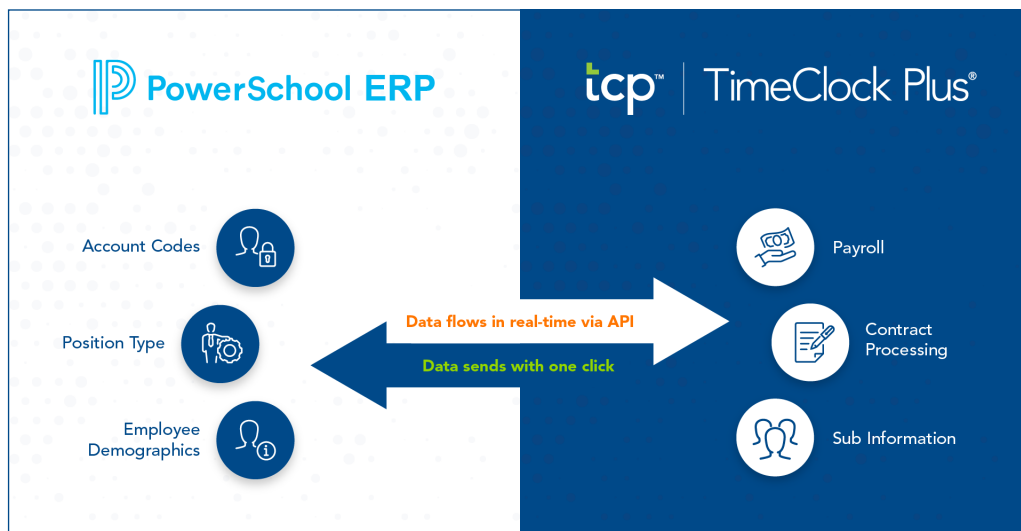 PowerSchool ERP
tcp™ | TimeClock Plus®
Account Codes
Position Type
Employee
Demographics
Data flows in real-time via API
Data sends with one click
Payroll
Contract
Processing
Sub Information